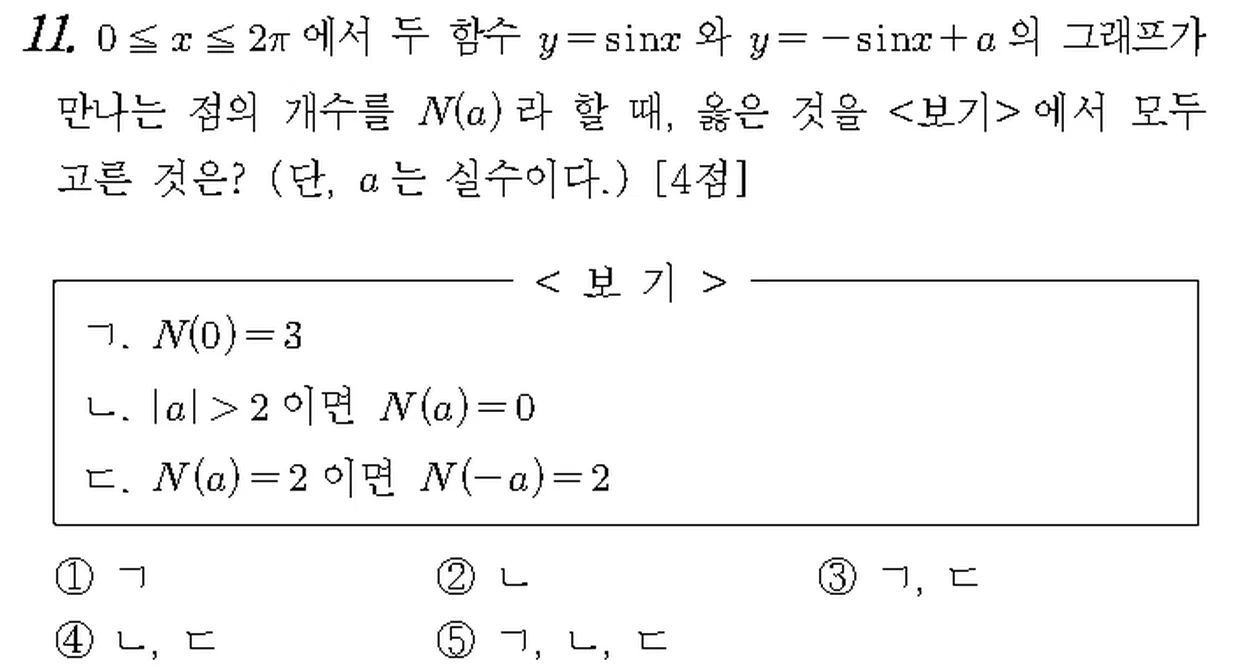 11. 0 ≦ x ≦ 2π 에서 두 함수 y = sinx 와 y = −sinx + a 의 그래프가
만나는 점의 개수를 N(a) 라 할 때, 옳은 것을 <보기> 에서 모두
고른 것은? (단, a 는 실수이다.) [4점]
< 보 기 >
ㄱ. N(0) = 3
ㄴ. |a| > 2 이면 N(a) = 0
ㄷ. N(a) = 2 이면 N(−a) = 2
① ㄱ ② ㄴ ③ ㄱ, ㄷ
④ ㄴ, ㄷ ⑤ ㄱ, ㄴ, ㄷ